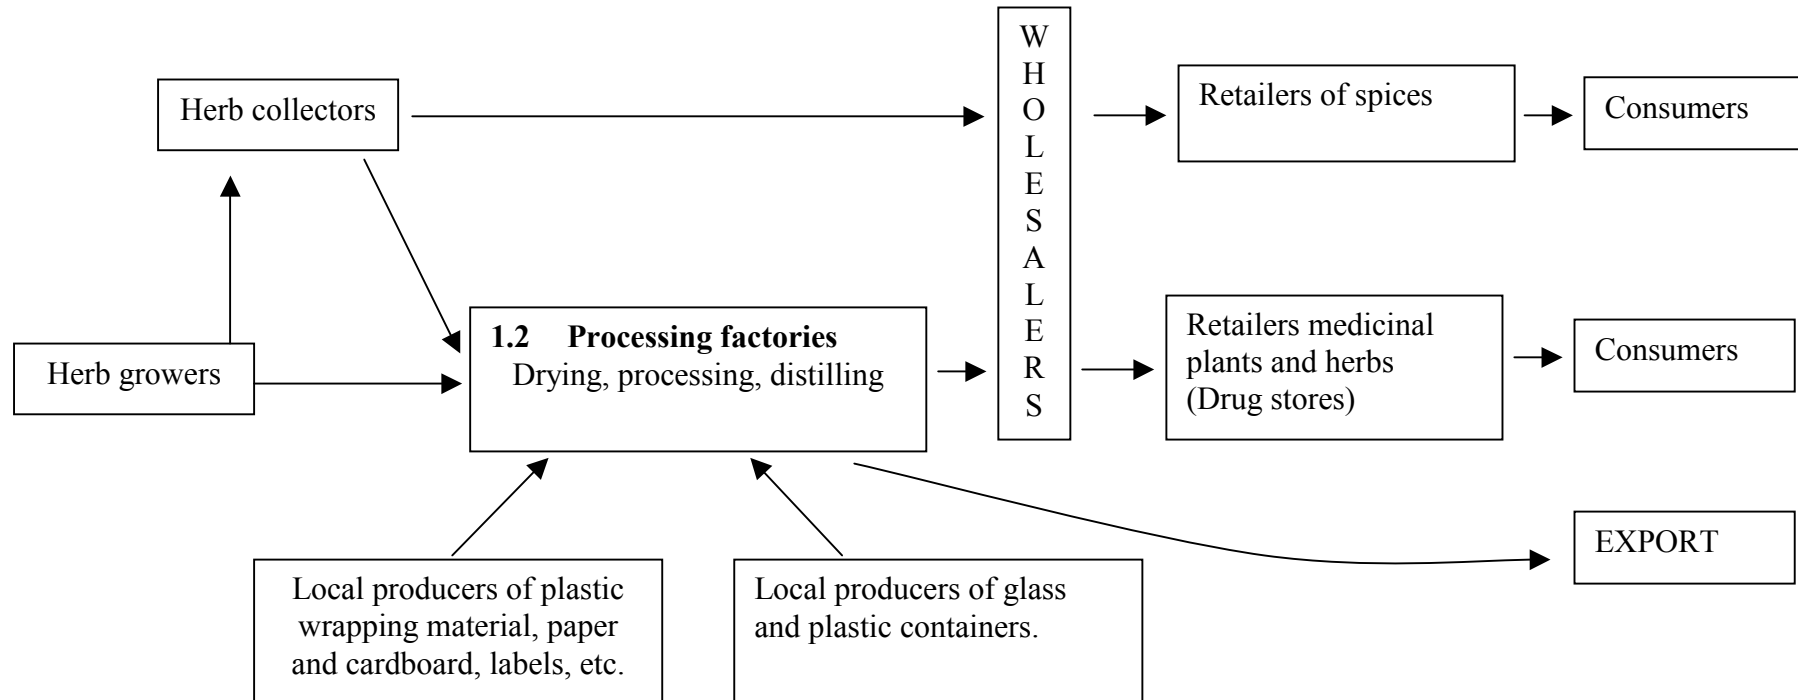 W
H
O
L
E
S
A
L
E
R
S
Herb collectors
Retailers of spices
Consumers
Herb growers
1.2 Processing factories
Drying, processing, distilling
Retailers medicinal
plants and herbs
(Drug stores)
Consumers
EXPORT
Local producers of plastic
wrapping material, paper
and cardboard, labels, etc.
Local producers of glass
and plastic containers.